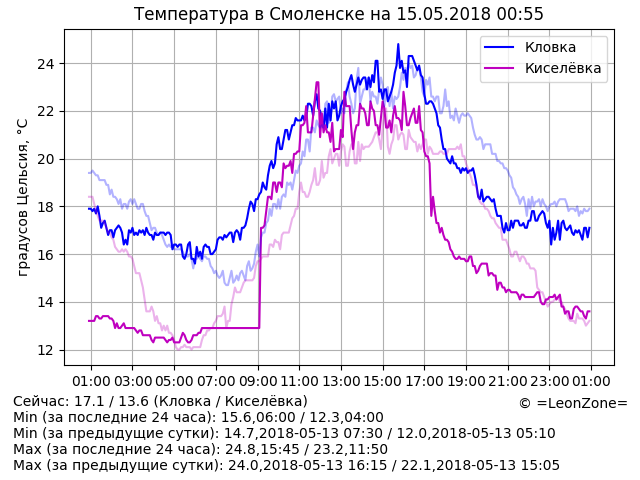 Температура в Смоленске на 15.05.2018 00:55
градусов Цельсия, °C
24
22
20
18
16
14
12
Кловка
Киселёвка
01:00 03:00 05:00 07:00 09:00 11:00 13:00 15:00 17:00 19:00 21:00 23:00 01:00
Сейчас: 17.1 / 13.6 (Кловка / Киселёвка)
© =LeonZone=
Min (за последние 24 часа): 15.6,06:00 / 12.3,04:00
Min (за предыдущие сутки): 14.7,2018-05-13 07:30 / 12.0,2018-05-13 05:10
Max (за последние 24 часа): 24.8,15:45 / 23.2,11:50
Max (за предыдущие сутки): 24.0,2018-05-13 16:15 / 22.1,2018-05-13 15:05